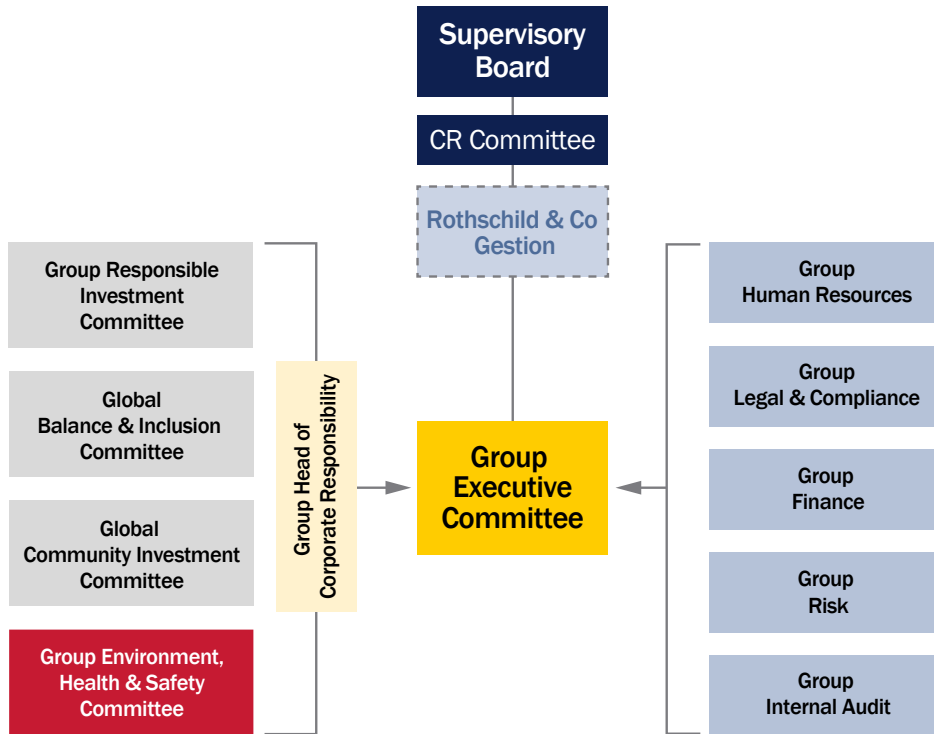 Supervisory
Board
CR Committee
Rothschild & Co
Gestion
Group Responsible
Investment
Committee
Global
Balance & Inclusion
Committee
Global
Community Investment
Committee
Group Environment,
Health & Safety
Committee
Group Head of
Corporate Responsibility
Group
Executive
Committee
Group
Human Resources
Group
Legal & Compliance
Group
Finance
Group
Risk
Group
Internal Audit